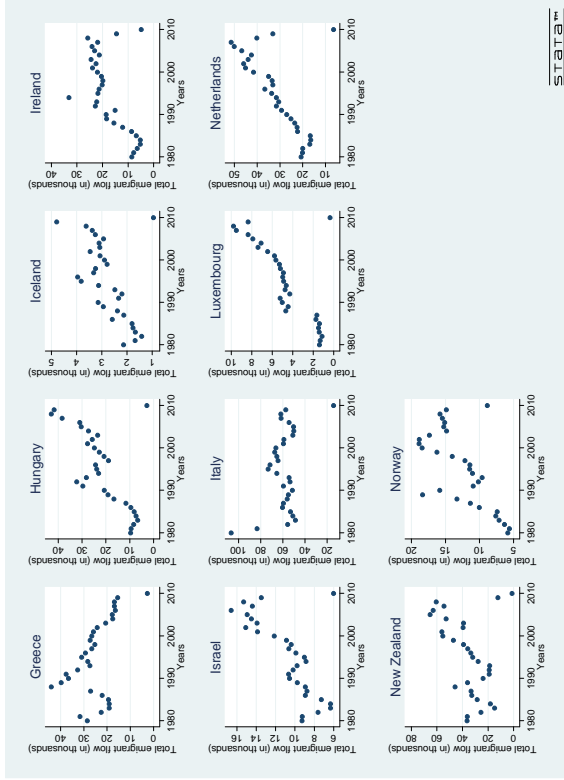 Greece
Total emigrant flow (in thousands)
0 10 20 30 40
1980 1990 2000 2010
Years
Hungary
Total emigrant flow (in thousands)
0 10 20 30 40
1980 1990 2000 2010
Years
Iceland
Total emigrant flow (in thousands)
1 2 3 4 5
1980 1990 2000 2010
Years
Ireland
Total emigrant flow (in thousands)
0 10 20 30 40
1980 1990 2000 2010
Years
Israel
Total emigrant flow (in thousands)
6 8 10 12 14 16
1980 1990 2000 2010
Years
Italy
Total emigrant flow (in thousands)
20 40 60 80 100
1980 1990 2000 2010
Years
Luxembourg
Total emigrant flow (in thousands)
0 2 4 6 8 10
1980 1990 2000 2010
Years
Netherlands
Total emigrant flow (in thousands)
10 20 30 40 50
1980 1990 2000 2010
Years
New Zealand
Total emigrant flow (in thousands)
0 20 40 60 80
1980 1990 2000 2010
Years
Norway
Total emigrant flow (in thousands)
5 10 15 20
1980 1990 2000 2010
Years
STATA™